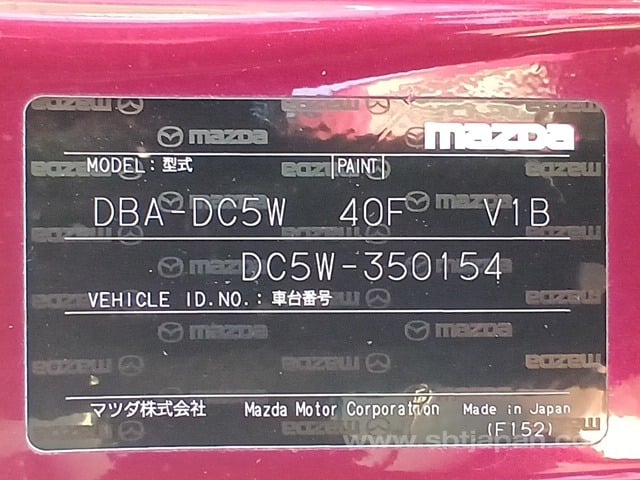 mazda
MODEL: 型式 PAINT
DBA-DC5W 40F V1B
DC5W-350154
VEHICLE ID.NO.: 車台番号
マツダ株式会社 Mazda Motor Corporation Made in Japan
(F152)
www.sbtjapan.com